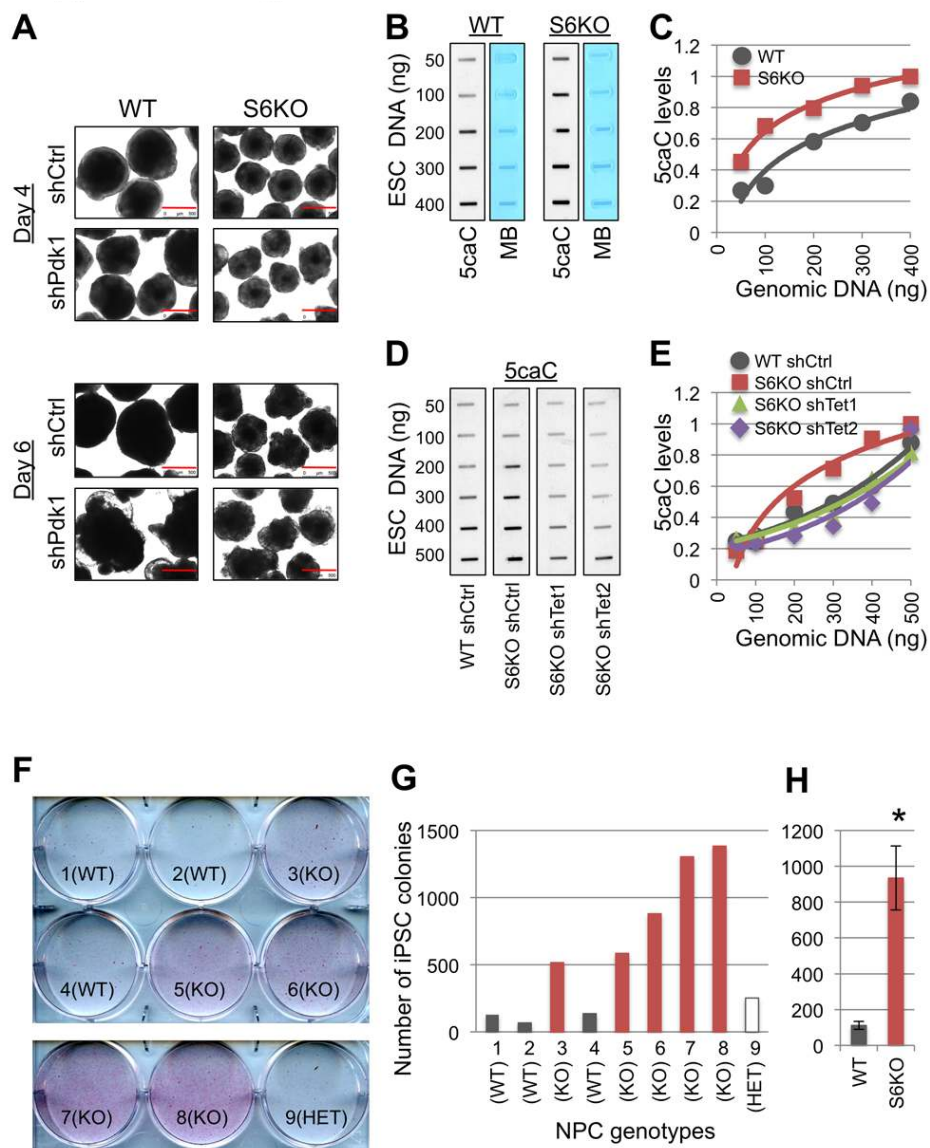 A
WT
S6KO
Day 4
shCtrl
shPdk1
Day 6
shCtrl
shPdk1
B
WT
S6KO
ESC DNA (ng)
50
100
200
300
400
5caC
MB
5caC
MB
C
1.2
1
0.8
0.6
0.4
0.2
0
5caC levels
WT
S6KO
100
200
300
400
Genomic DNA (ng)
D
5caC
ESC DNA (ng)
50
100
200
300
400
500
WT shCtrl
S6KO shCtrl
S6KO shTet1
S6KO shTet2
E
WT shCtrl
S6KO shCtrl
S6KO shTet1
S6KO shTet2
1.2
1
0.8
0.6
0.4
0.2
0
5caC levels
100
200
300
400
500
Genomic DNA (ng)
F
1(WT) 2(WT) 3(KO)
4(WT) 5(KO) 6(KO)
7(KO) 8(KO) 9(HET)
G
Number of iPSC colonies
1500
1000
500
0
1 2 3 4 5 6 7 8 9
(WT) (WT) (KO) (WT) (KO) (KO) (KO) (KO) (HET)
NPC genotypes
H
1200
1000
800
600
400
200
0
*
WT
S6KO